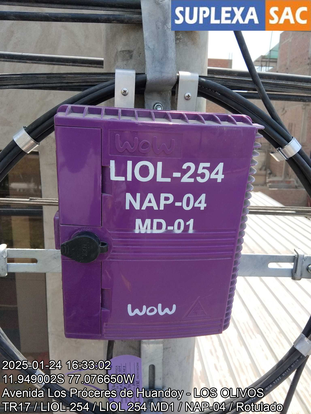 SUPLEXA SAC
WOW
LIOL-254
NAP-04
MD-01
WOW
2025-01-24 16:33:02
11.949002S 77.076650W
Avenida Los Próceres de Huandoy - LOS OLIVOS
TR17 / LIOL-254 / LIOL 254 MD1 / NAP-04 / Rotulado